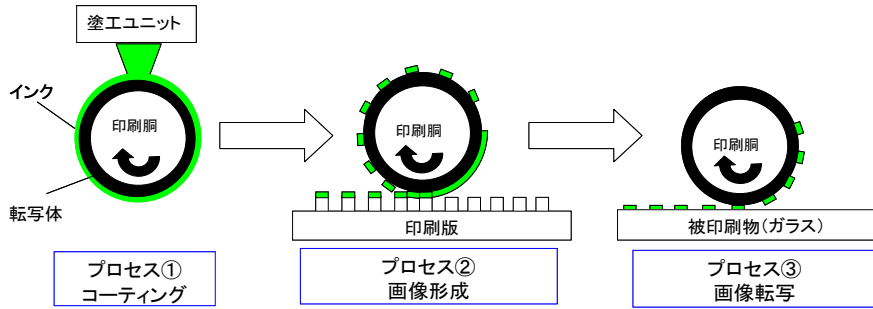 塗工ユニット
インク
印刷胴
転写体
プロセス①
コーティング
印刷胴
印刷版
プロセス②
画像形成
印刷胴
被印刷物(ガラス)
プロセス③
画像転写